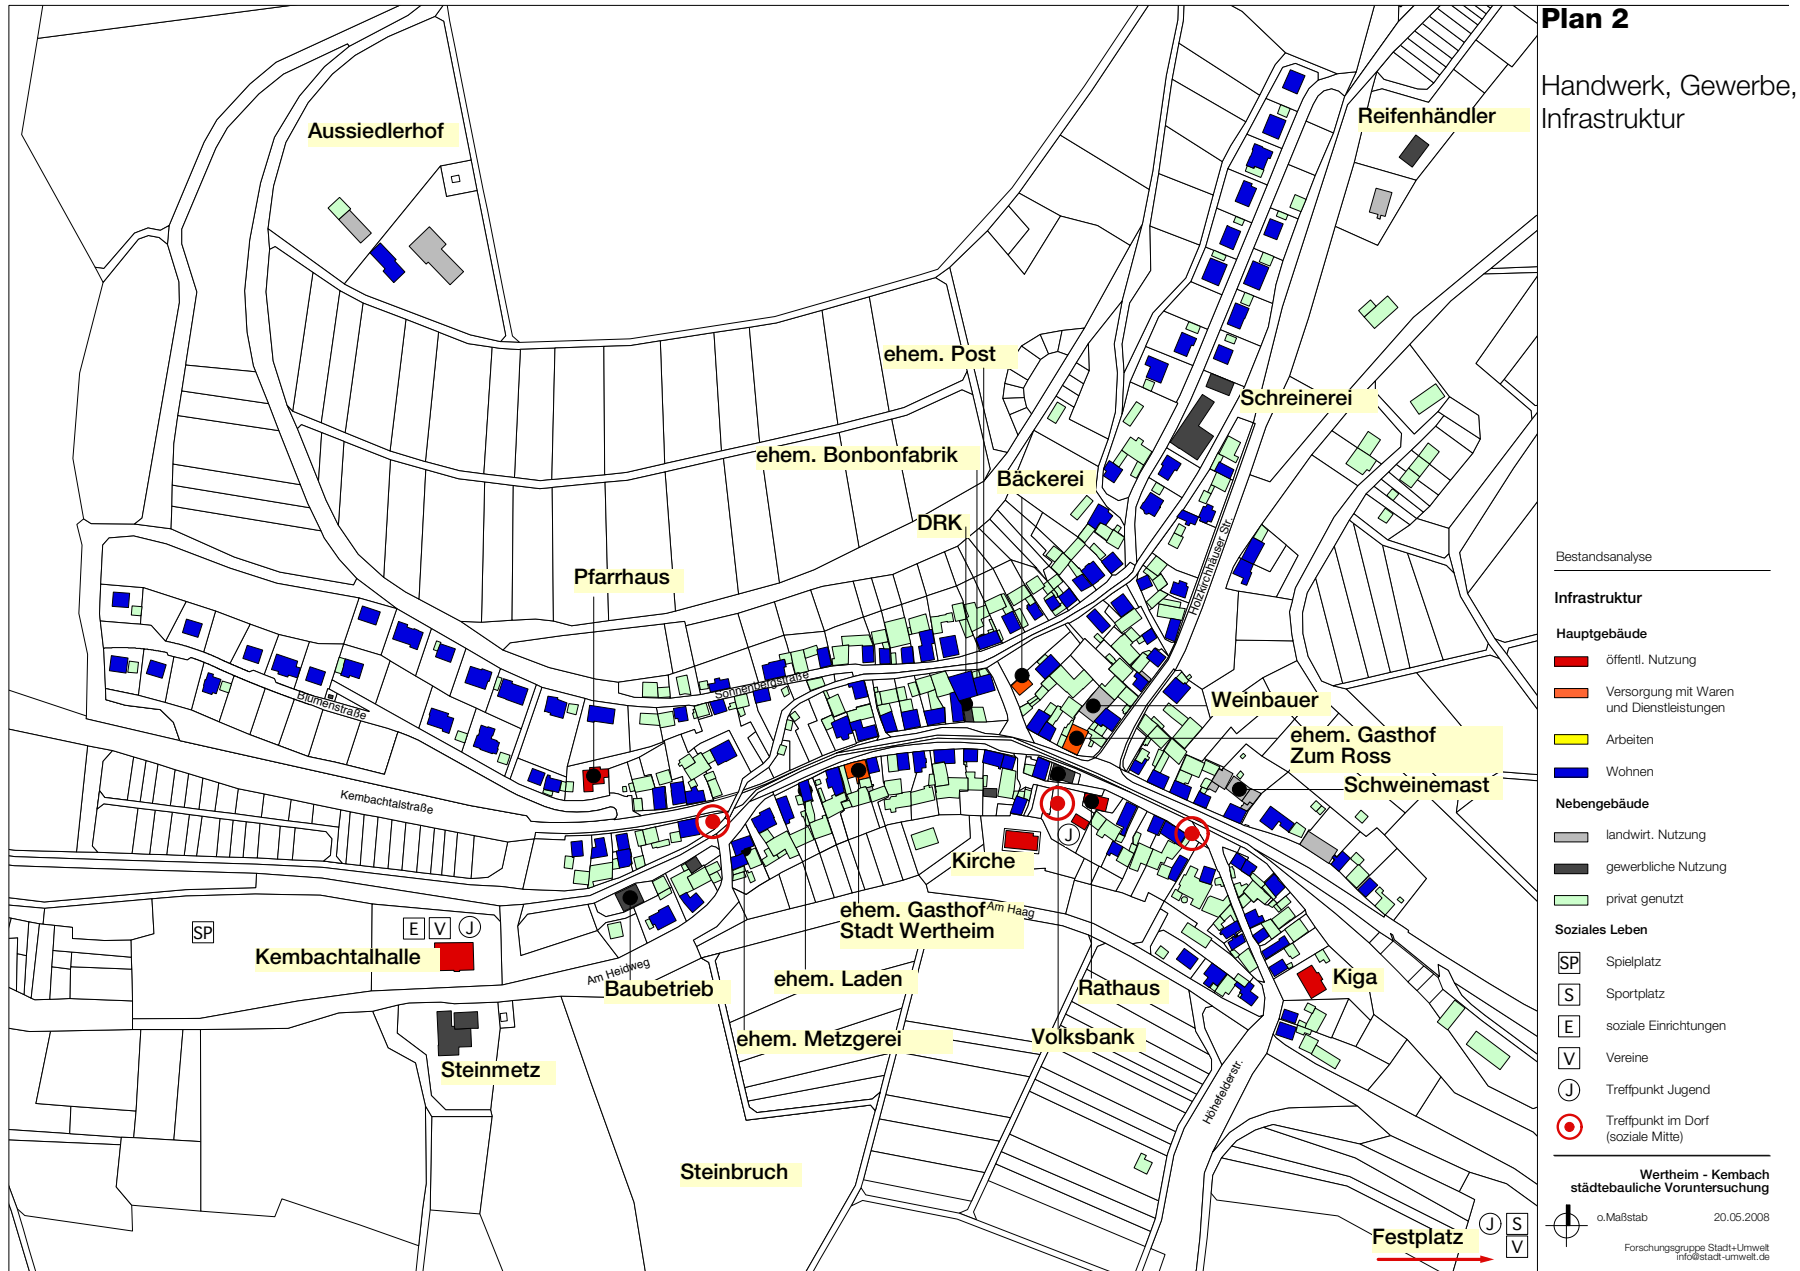 Plan 2
Handwerk, Gewerbe,
Infrastruktur
Reifenhändler
Aussiedlerhof
ehem. Post
Schreinerei
ehem. Bonbonfabrik
Bäckerei
DRK
Holzkirchhäuser Str.
Pfarrhaus
Sonnenbergstraße
Blumenstraße
Weinbauer
ehem. Gasthof
Zum Ross
Schweinemast
Kembachtalstraße
J
Kirche
ehem. Gasthof
Stadt Wertheim
Am Haag
SP
E V J
Kembachtalhalle
Am Heidweg
Baubetrieb
ehem. Laden
Rathaus
Kiga
ehem. Metzgerei
Volksbank
Steinmetz
Höhefelderstr.
Steinbruch
Festplatz
J S
V
Bestandsanalyse
Infrastruktur
Hauptgebäude
öffentl. Nutzung
Versorgung mit Waren
und Dienstleistungen
Arbeiten
Wohnen
Nebengebäude
landwirt. Nutzung
gewerbliche Nutzung
privat genutzt
Soziales Leben
SP Spielplatz
S Sportplatz
E soziale Einrichtungen
V Vereine
J Treffpunkt Jugend
Treffpunkt im Dorf
(soziale Mitte)
Wertheim - Kembach
städtebauliche Voruntersuchung
o.Maßstab 20.05.2008
Forschungsgruppe Stadt+Umwelt
info@stadt-umwelt.de